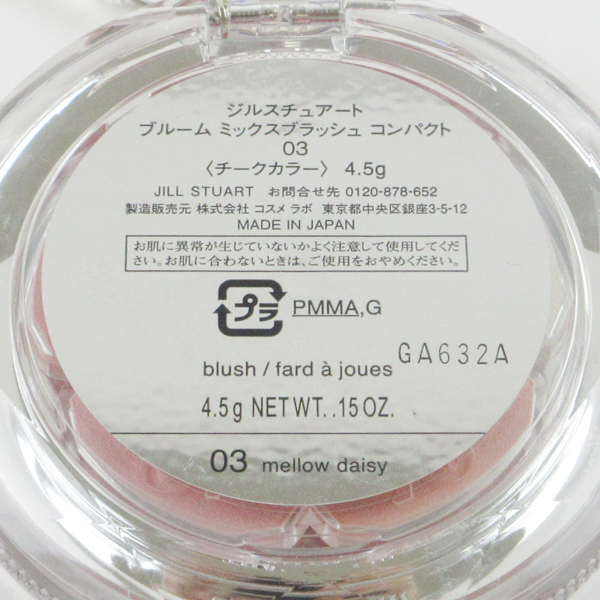 ジルスチュアート
ブルーム ミックスブラッシュ コンパクト
03
〈チークカラー〉 4.5g
JILL STUART お問合せ先 0120-878-652
製造販売元 株式会社 コスメラボ 東京都中央区銀座3-5-12
MADE IN JAPAN
お肌に異常が生じていないかよく注意して使用してくだ
さい。お肌に合わないときは、ご使用をおやめください。
プラ PMMA,G
blush / fard à joues GA632A
4.5g NET WT. .15 OZ.
03 mellow daisy